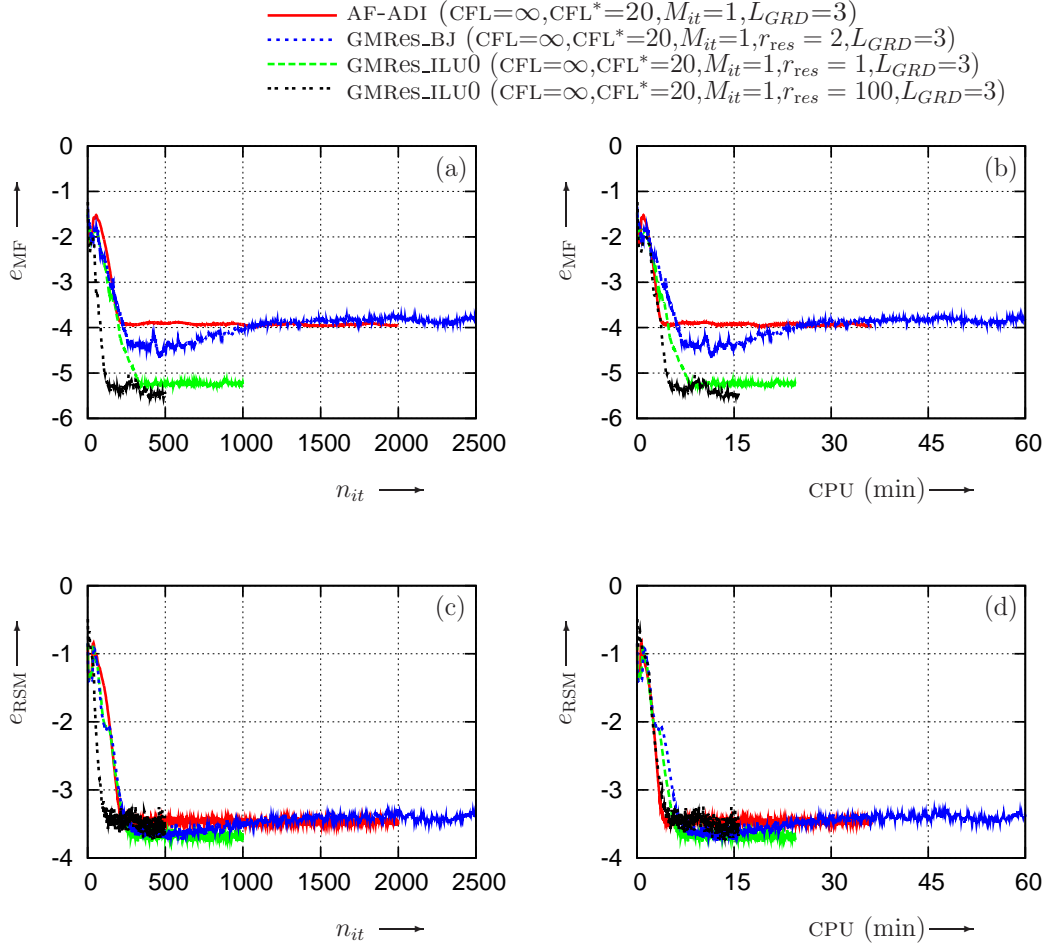 AF-ADI (CFL=∞,CFL*=20,M_it=1,L_GRD=3)
GMRes_BJ (CFL=∞,CFL*=20,M_it=1,r_res = 2,L_GRD=3)
GMRes_ILU0 (CFL=∞,CFL*=20,M_it=1,r_res = 1,L_GRD=3)
GMRes_ILU0 (CFL=∞,CFL*=20,M_it=1,r_res = 100,L_GRD=3)
(a)
e_MF
0
-1
-2
-3
-4
-5
-6
0 500 1000 1500 2000 2500
n_it
(b)
e_MF
0
-1
-2
-3
-4
-5
-6
0 15 30 45 60
CPU (min)
(c)
e_RSM
0
-1
-2
-3
-4
0 500 1000 1500 2000 2500
n_it
(d)
e_RSM
0
-1
-2
-3
-4
0 15 30 45 60
CPU (min)